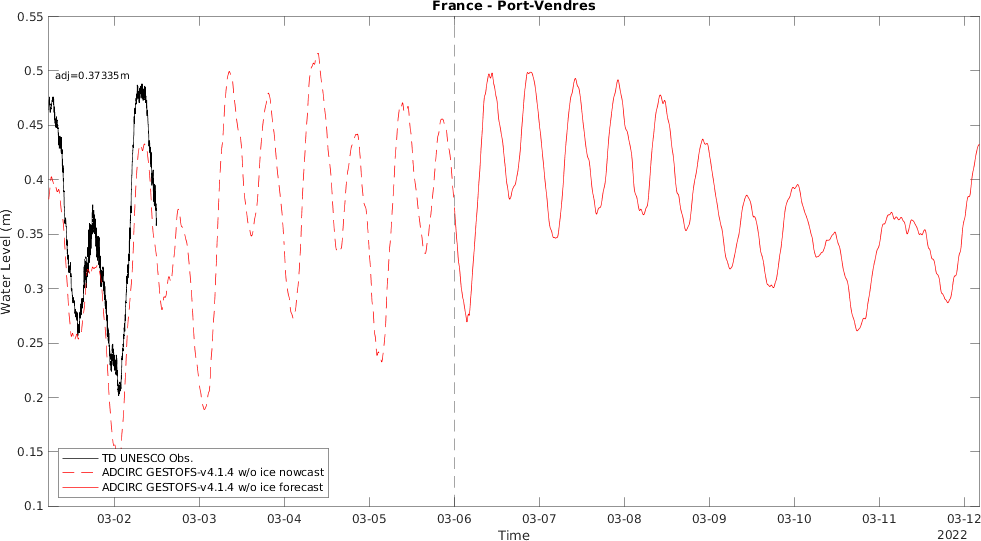 France - Port-Vendres
0.55
0.5
0.45
0.4
0.35
0.3
0.25
0.2
0.15
0.1
Water Level (m)
adj=0.37335m
TD UNESCO Obs.
ADCIRC GESTOFS-v4.1.4 w/o ice nowcast
ADCIRC GESTOFS-v4.1.4 w/o ice forecast
03-02 03-03 03-04 03-05 03-06 03-07 03-08 03-09 03-10 03-11 03-12
Time
2022